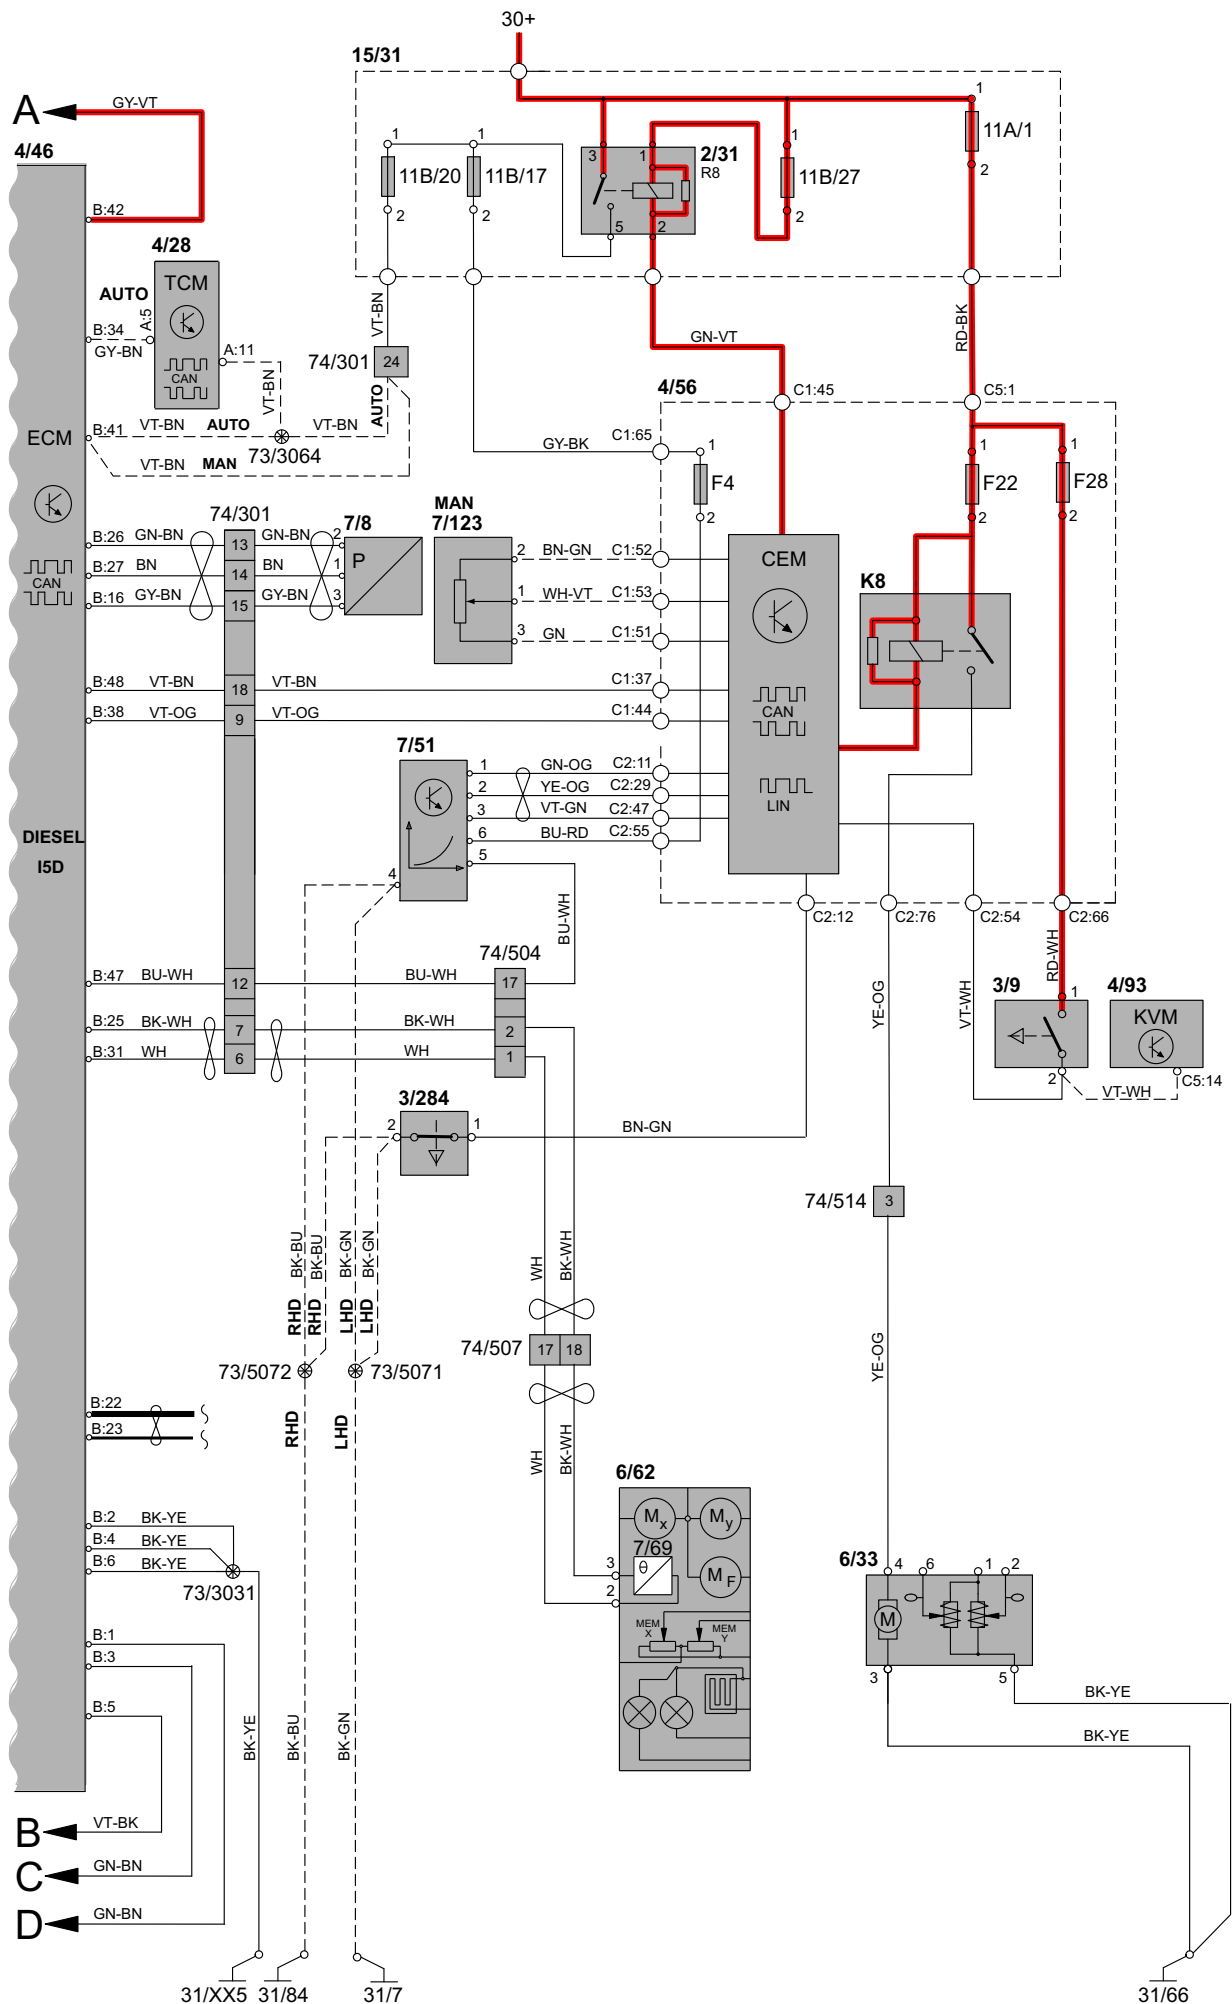 30+
15/31
A
GY-VT
1
11A/1
2
1
11B/20
2
1
11B/17
2
3
1
2/31
R8
5
2
1
11B/27
2
4/46
B:42
4/28
TCM
CAN
AUTO
A:5
B:34
GY-BN
A:11
VT-BN
VT-BN
74/301
24
AUTO
GN-VT
RD-BK
4/56
C1:45
C5:1
ECM
B:41
VT-BN
AUTO
VT-BN
73/3064
VT-BN
MAN
GY-BK
C1:65
1
F4
2
1
F22
2
1
F28
2
CAN
74/301
B:26
GN-BN
13
GN-BN
2
B:27
BN
14
BN
1
B:16
GY-BN
15
GY-BN
3
7/8
P
MAN
7/123
2
BN-GN
C1:52
1
WH-VT
C1:53
3
GN
C1:51
CEM
CAN
LIN
K8
B:48
VT-BN
18
VT-BN
C1:37
B:38
VT-OG
9
VT-OG
C1:44
7/51
1
GN-OG
C2:11
2
YE-OG
C2:29
3
VT-GN
C2:47
6
BU-RD
C2:55
5
4
DIESEL
I5D
BU-WH
C2:12
C2:76
C2:54
C2:66
74/504
B:47
BU-WH
12
BU-WH
17
B:25
BK-WH
7
BK-WH
2
B:31
WH
6
WH
1
YE-OG
VT-WH
RD-WH
3/9
1
2
4/93
KVM
C5:14
VT-WH
3/284
2
1
BN-GN
74/514
3
BK-BU
BK-BU
BK-GN
BK-GN
RHD
RHD
LHD
LHD
WH
BK-WH
74/507
17
18
73/5072
73/5071
YE-OG
B:22
B:23
RHD
LHD
WH
BK-WH
6/62
Mx
My
7/69
θ
MF
3
2
MEM
X
MEM
Y
B:2
BK-YE
B:4
BK-YE
B:6
BK-YE
73/3031
6/33
4
6
1
2
M
3
5
BK-YE
BK-YE
B:1
B:3
B:5
BK-YE
BK-BU
BK-GN
B
VT-BK
C
GN-BN
D
GN-BN
31/XX5
31/84
31/7
31/66